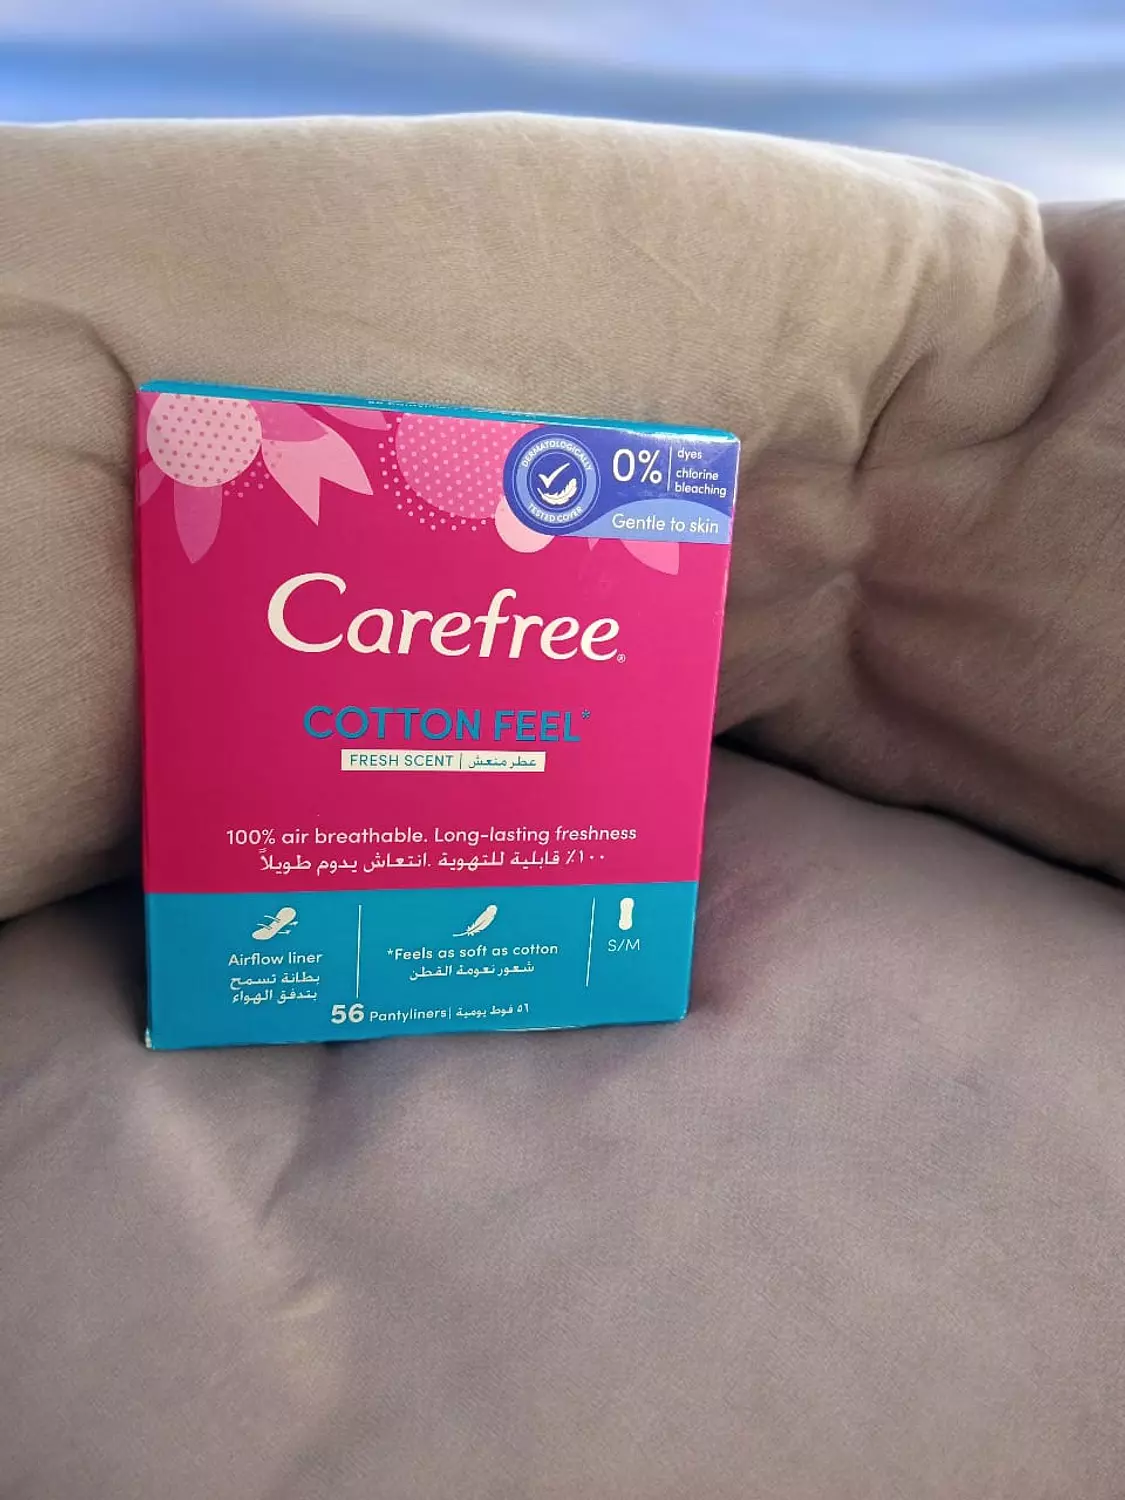 DERMATOLOGICALLY
TESTED COVER
0%
dyes
chlorine
bleaching
Gentle to skin
Carefree®
COTTON FEEL*
FRESH SCENT | عطر منعش
100% air breathable. Long-lasting freshness
١٠٠٪ قابلية للتهوية. انتعاش يدوم طويلاً
Airflow liner
بطانة تسمح
بتدفق الهواء
*Feels as soft as cotton
شعور نعومة القطن
S/M
56 Pantyliners | ٥٦ فوط يومية